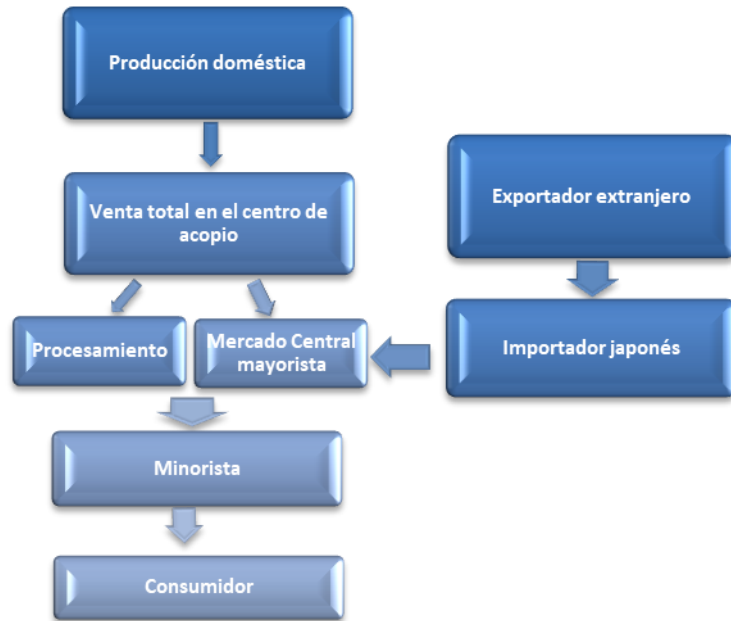 Producción doméstica
Venta total en el centro de
acopio
Exportador extranjero
Procesamiento
Mercado Central
mayorista
Importador japonés
Minorista
Consumidor